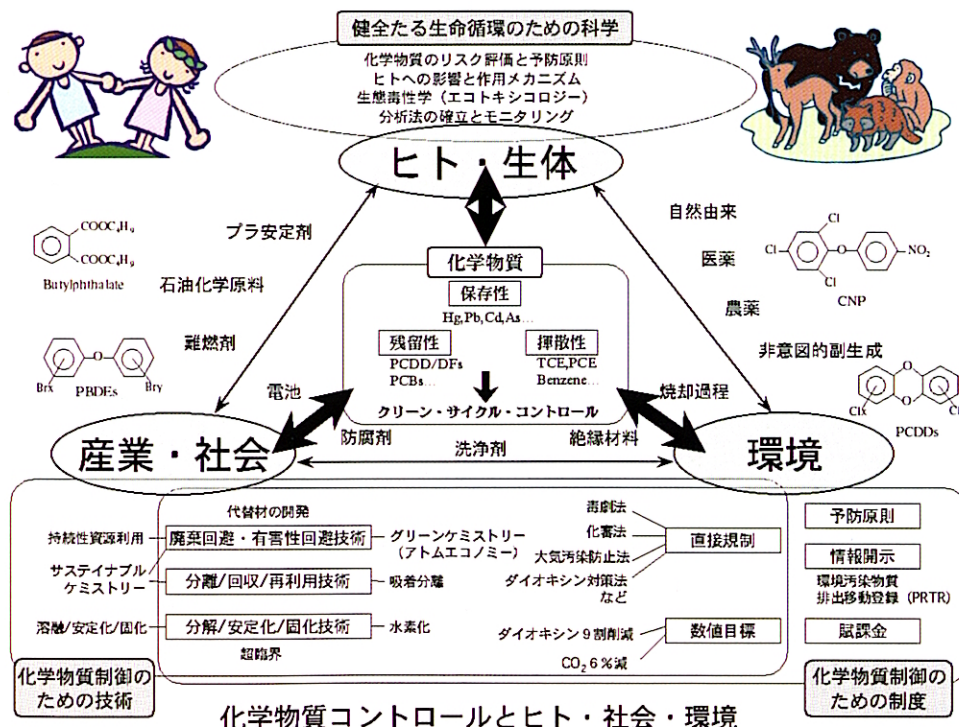 健全たる生命循環のための科学
化学物質のリスク評価と予防原則
ヒトへの影響と作用メカニズム
生態毒性学（エコトキシコロジー）
分析法の確立とモニタリング
ヒト・生体
プラ安定剤
石油化学原料
難燃剤
電池
COOC₄H₉
COOC₄H₉
Butylphthalate
O
Brx
Bry
PBDEs
化学物質
保存性
Hg,Pb,Cd,As…
残留性
PCDD/DFs
PCBs…
揮散性
TCE,PCE
Benzene…
クリーン・サイクル・コントロール
自然由来
医薬
農薬
非意図的副生成
焼却過程
Cl
Cl
O
NO₂
Cl
CNP
O
O
Clx
Cl
PCDDs
産業・社会
防腐剤
洗浄剤
絶縁材料
環境
代替材の開発
持続性資源利用
廃棄回避・有害性回避技術
グリーンケミストリー
（アトムエコノミー）
サステイナブル
ケミストリー
分離/回収/再利用技術
吸着分離
溶融/安定化/固化
分解/安定化/固化技術
水素化
超臨界
毒劇法
化審法
大気汚染防止法
ダイオキシン対策法
など
直接規制
ダイオキシン９割削減
CO₂６％減
数値目標
予防原則
情報開示
環境汚染物質
排出移動登録（PRTR）
賦課金
化学物質制御の
ための技術
化学物質制御の
ための制度
化学物質コントロールとヒト・社会・環境